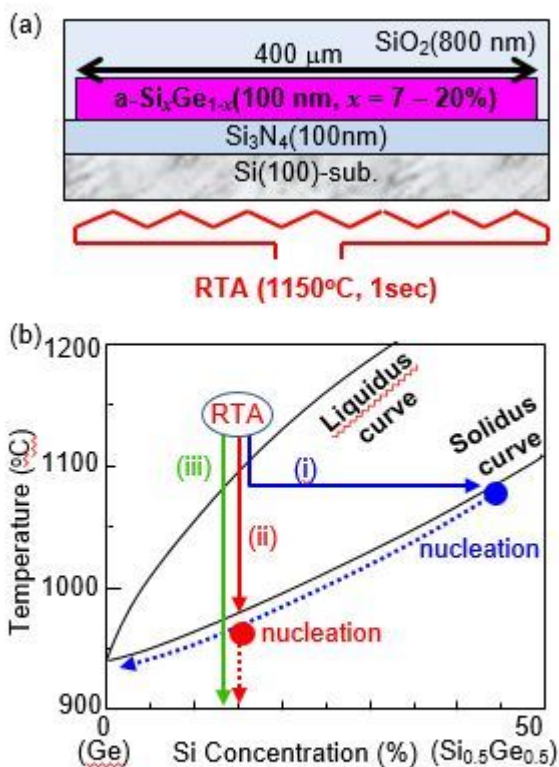 (a)
SiO₂(800 nm)
400 μm
a-SiₓGe₁₋ₓ(100 nm, x = 7 – 20%)
Si₃N₄(100nm)
Si(100)-sub.
RTA (1150°C, 1sec)
(b)
1200
1100
1000
900
Temperature (°C)
RTA
Liquidus
curve
Solidus
curve
(iii)
(i)
(ii)
nucleation
nucleation
0
50
(Ge)
Si Concentration (%)
(Si₀.₅Ge₀.₅)